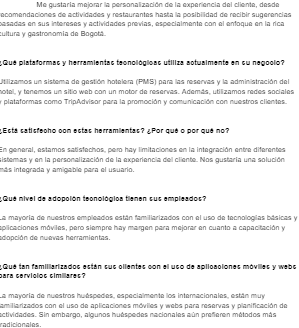 Me gustaría mejorar la personalización de la experiencia del cliente, desde
recomendaciones de actividades y restaurantes hasta la posibilidad de recibir sugerencias
basadas en sus intereses y actividades previas, especialmente con el enfoque en la rica
cultura y gastronomía de Bogotá.
¿Qué plataformas y herramientas tecnológicas utiliza actualmente en su negocio?
Utilizamos un sistema de gestión hotelera (PMS) para las reservas y la administración del
hotel, y tenemos un sitio web con un motor de reservas. Además, utilizamos redes sociales
y plataformas como TripAdvisor para la promoción y comunicación con nuestros clientes.
¿Está satisfecho con estas herramientas? ¿Por qué o por qué no?
En general, estamos satisfechos, pero hay limitaciones en la integración entre diferentes
sistemas y en la personalización de la experiencia del cliente. Nos gustaría una solución
más integrada y amigable para el usuario.
¿Qué nivel de adopción tecnológica tienen sus empleados?
La mayoría de nuestros empleados están familiarizados con el uso de tecnologías básicas y
aplicaciones móviles, pero siempre hay margen para mejorar en cuanto a capacitación y
adopción de nuevas herramientas.
¿Qué tan familiarizados están sus clientes con el uso de aplicaciones móviles y webs
para servicios similares?
La mayoría de nuestros huéspedes, especialmente los internacionales, están muy
familiarizados con el uso de aplicaciones móviles y webs para reservas y planificación de
actividades. Sin embargo, algunos huéspedes nacionales aún prefieren métodos más
tradicionales.